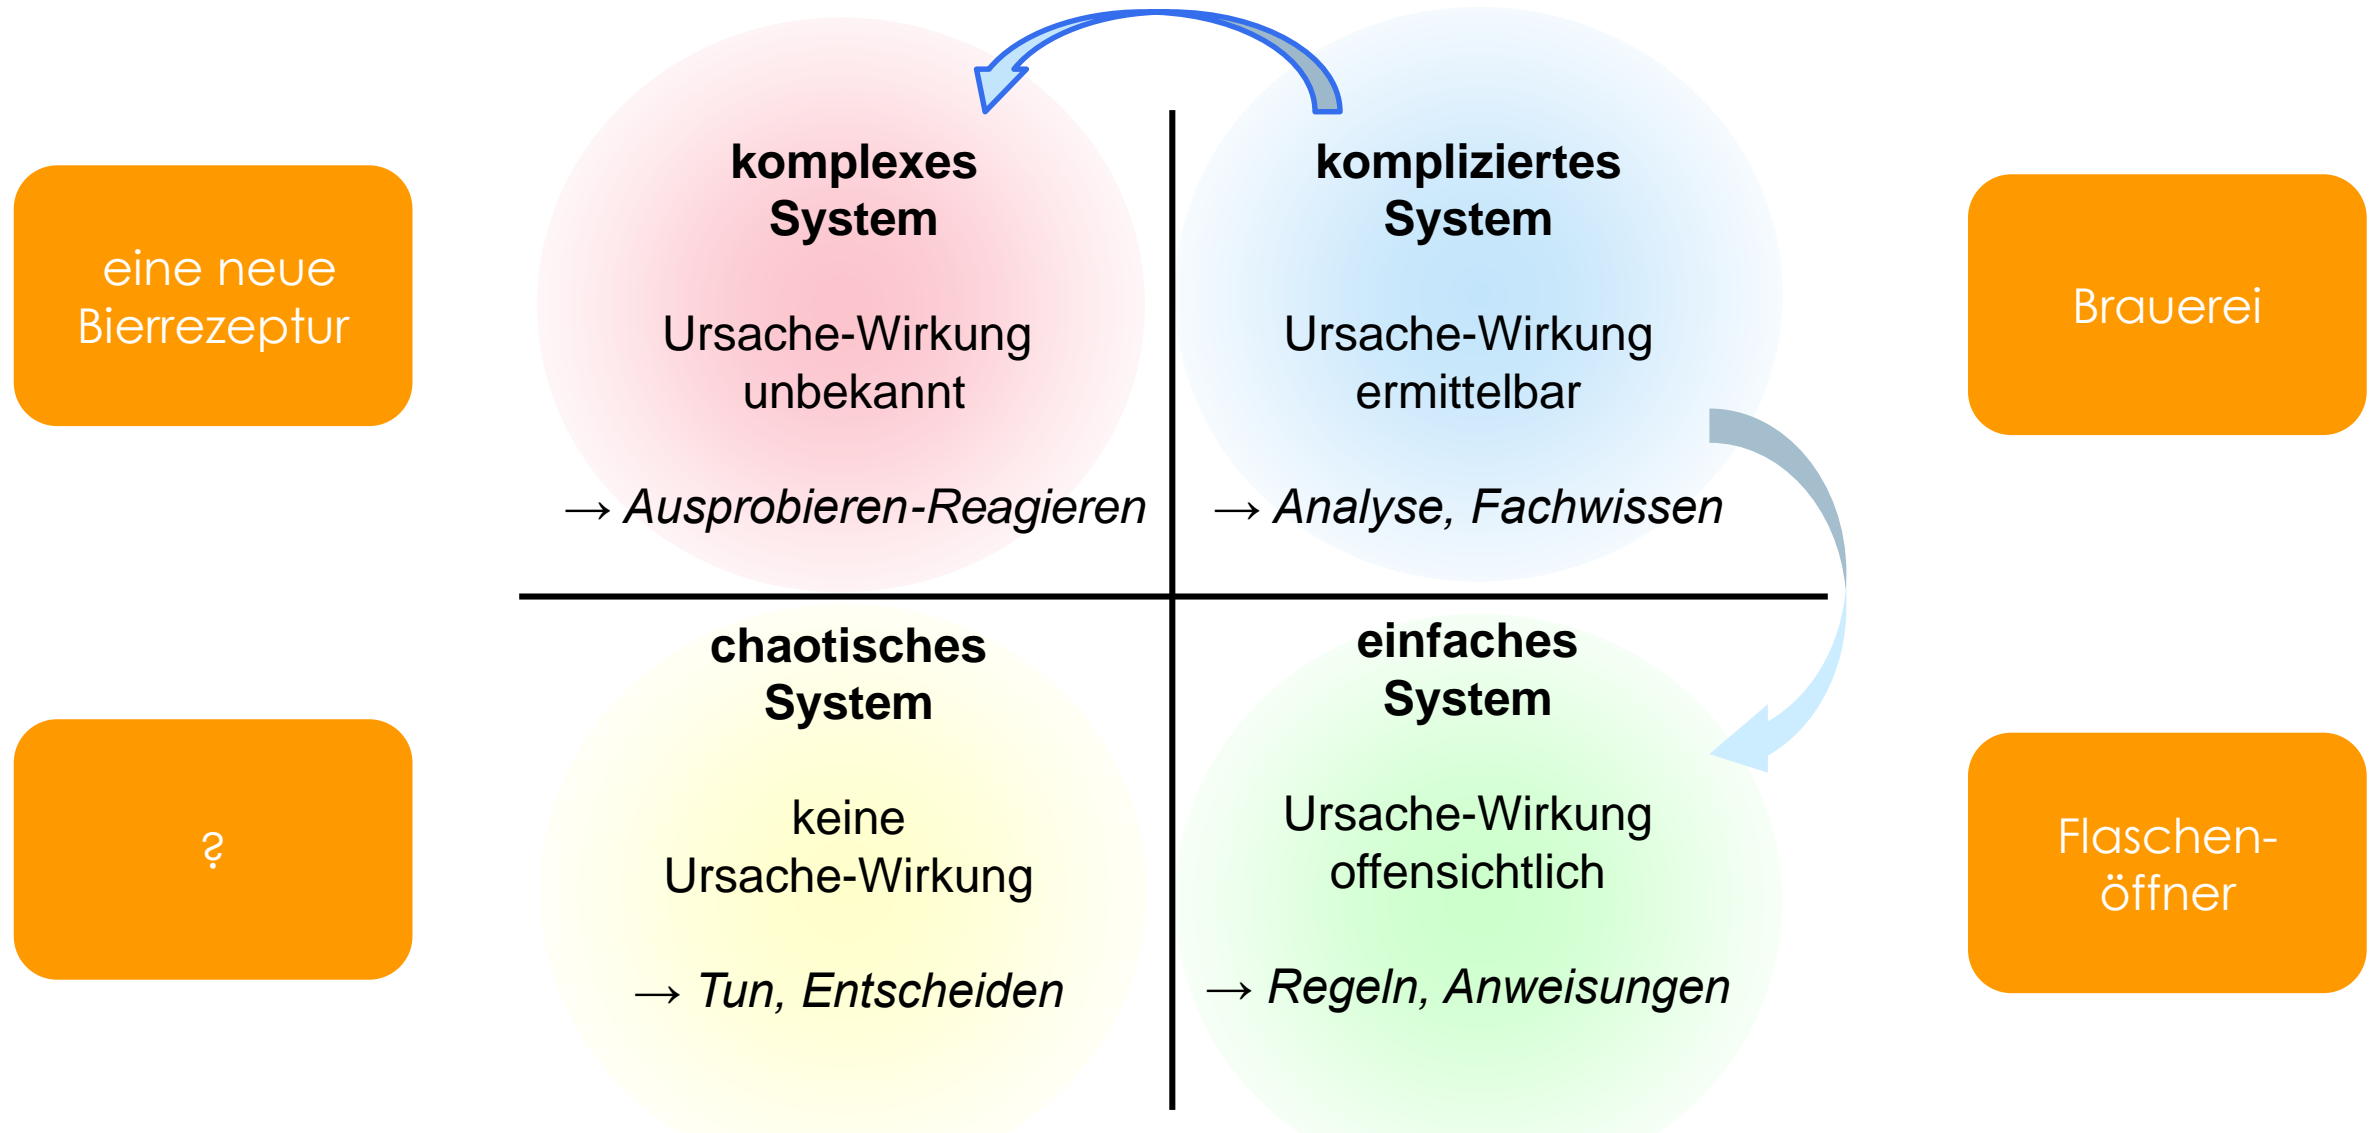 komplexes
System
Ursache-Wirkung
unbekannt
→ Ausprobieren-Reagieren
kompliziertes
System
Ursache-Wirkung
ermittelbar
→ Analyse, Fachwissen
eine neue
Bierrezeptur
Brauerei
chaotisches
System
keine
Ursache-Wirkung
→ Tun, Entscheiden
einfaches
System
Ursache-Wirkung
offensichtlich
→ Regeln, Anweisungen
?
Flaschen-
öffner